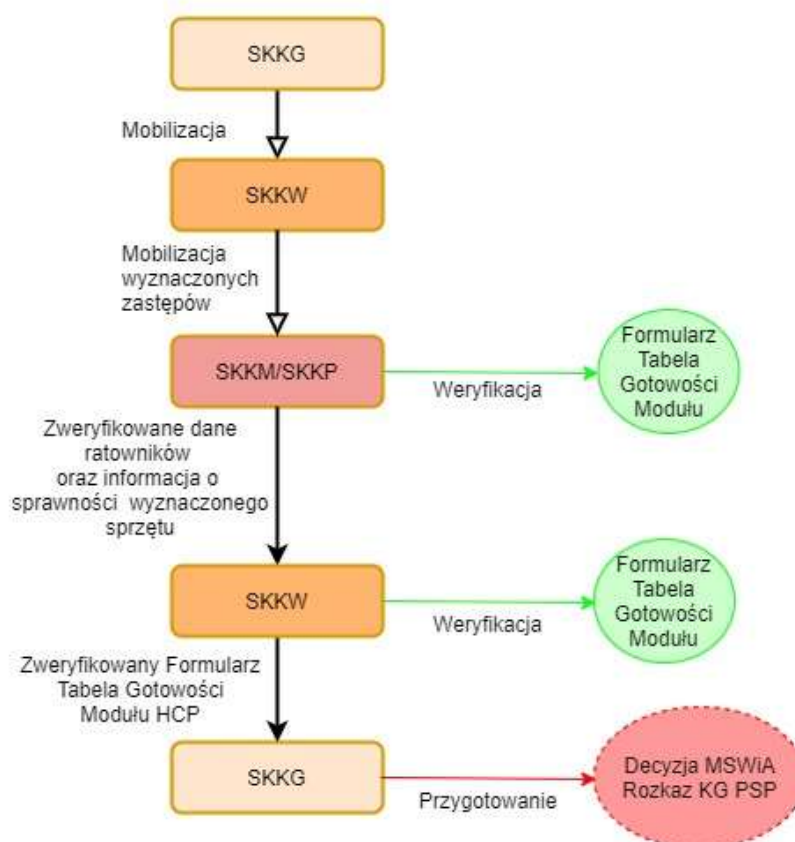 SKKG
Mobilizacja
SKKW
Mobilizacja
wyznaczonych
zastępów
SKKM/SKKP
Weryfikacja
Formularz
Tabela
Gotowości
Modułu
Zweryfikowane dane
ratowników
oraz informacja o
sprawności wyznaczonego
sprzętu
SKKW
Weryfikacja
Formularz
Tabela
Gotowości
Modułu
Zweryfikowany Formularz
Tabela Gotowości
Modułu HCP
SKKG
Przygotowanie
Decyzja MSWiA
Rozkaz KG PSP